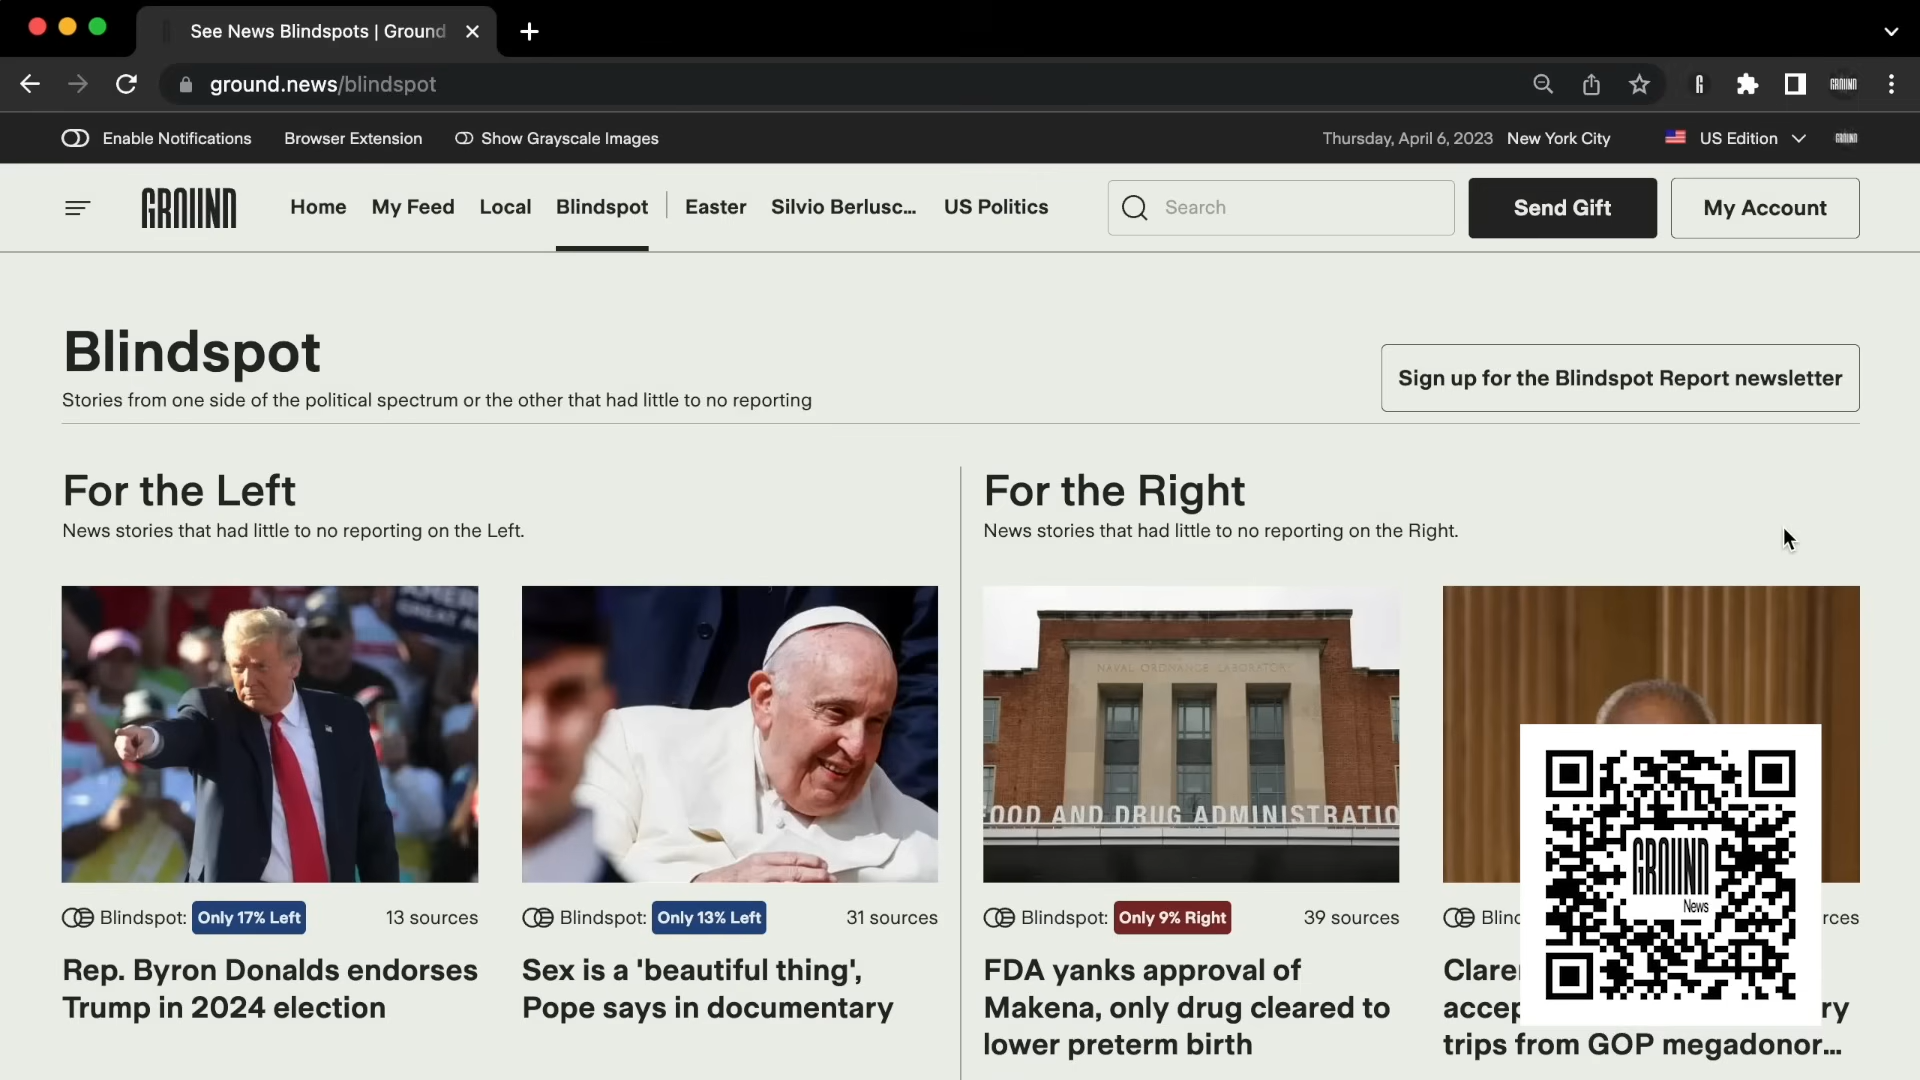 See News Blindspots | Ground
ground.news/blindspot
GROUND
Enable Notifications
Browser Extension
Show Grayscale Images
Thursday, April 6, 2023
New York City
US Edition
GROUND
GROUND
Home
My Feed
Local
Blindspot
Easter
Silvio Berlusc...
US Politics
Search
Send Gift
My Account
Blindspot
Stories from one side of the political spectrum or the other that had little to no reporting
Sign up for the Blindspot Report newsletter
For the Left
News stories that had little to no reporting on the Left.
For the Right
News stories that had little to no reporting on the Right.
NAVAL ORDNANCE LABORATORY
FOOD AND DRUG ADMINISTRATIO
Blindspot: Only 17% Left
13 sources
Rep. Byron Donalds endorses
Trump in 2024 election
Blindspot: Only 13% Left
31 sources
Sex is a 'beautiful thing',
Pope says in documentary
Blindspot: Only 9% Right
39 sources
FDA yanks approval of
Makena, only drug cleared to
lower preterm birth
Blind
rces
Clare
accep
ry
trips from GOP megadonor...
GROUND
News